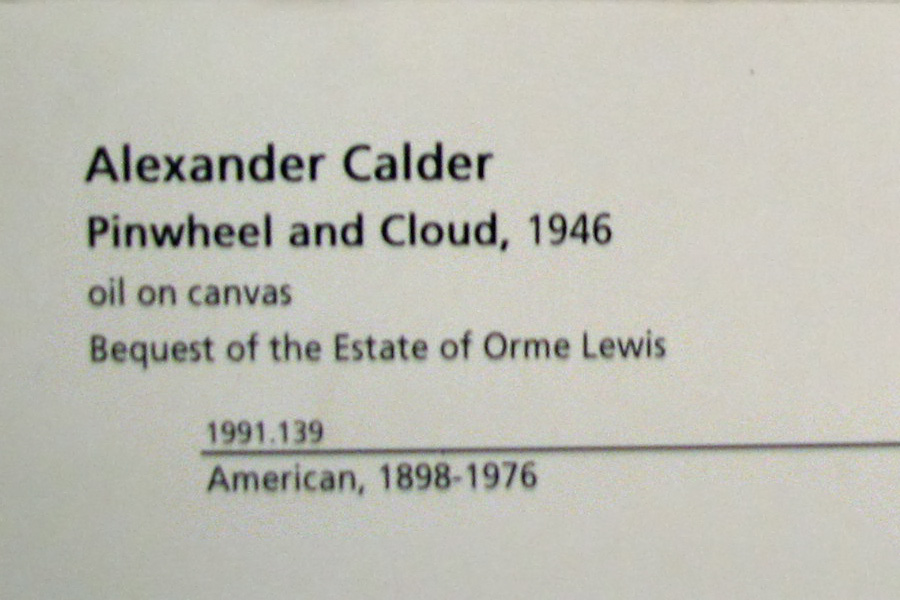 Alexander Calder
Pinwheel and Cloud, 1946
oil on canvas
Bequest of the Estate of Orme Lewis
1991.139
American, 1898-1976